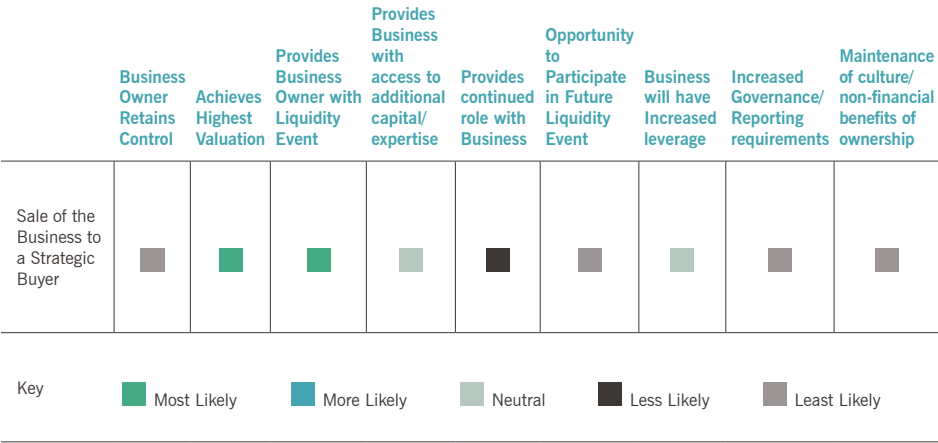 Business
Owner
Retains
Control
Achieves
Highest
Valuation
Provides
Business
Owner with
Liquidity
Event
Provides
Business
with
access to
additional
capital/
expertise
Provides
continued
role with
Business
Opportunity
to
Participate
in Future
Liquidity
Event
Business
will have
Increased
leverage
Increased
Governance/
Reporting
requirements
Maintenance
of culture/
non-financial
benefits of
ownership
Sale of the
Business to
a Strategic
Buyer
Key
Most Likely
More Likely
Neutral
Less Likely
Least Likely